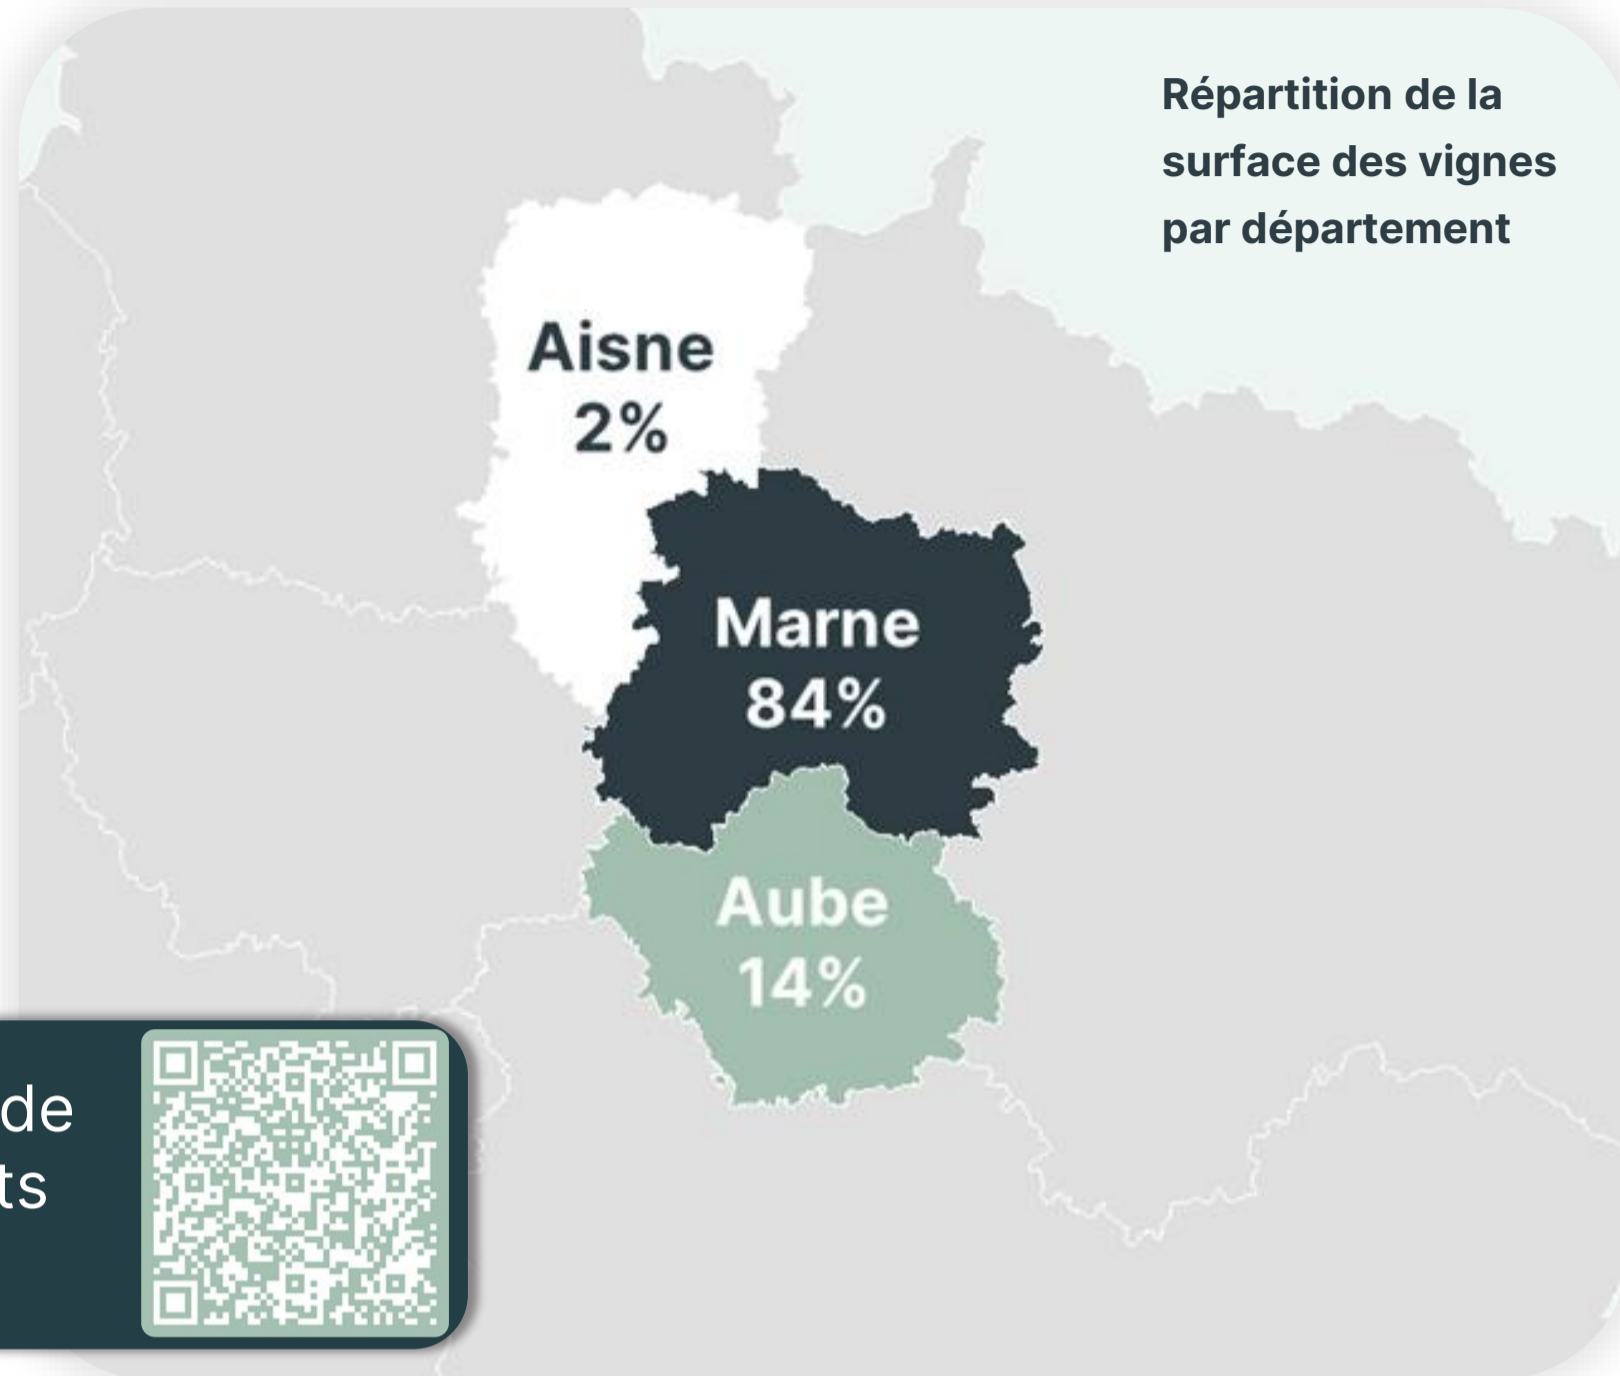 Répartition de la
surface des vignes
par département
Aisne
2%
Marne
84%
Aube
14%
de
ts